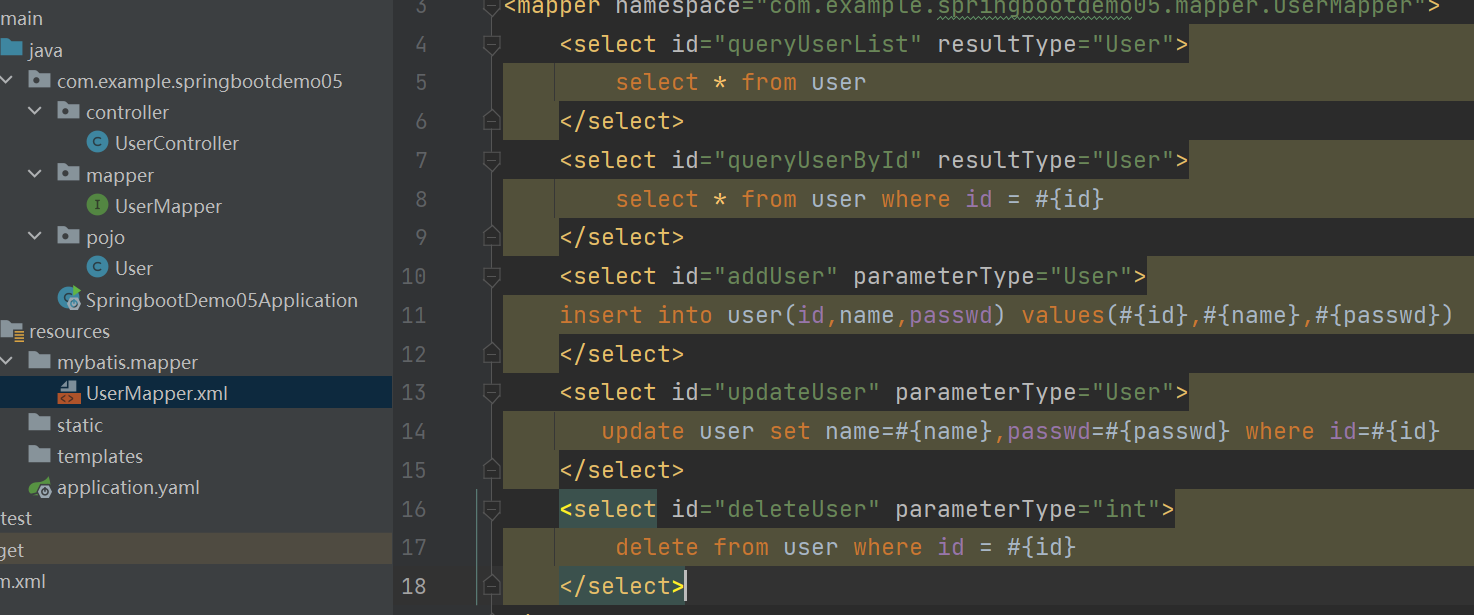 main
java
com.example.springbootdemo05
controller
UserController
mapper
UserMapper
pojo
User
SpringbootDemo05Application
resources
mybatis.mapper
UserMapper.xml
static
templates
application.yaml
test
get
m.xml
3 <mapper namespace="com.example.springbootdemo05.mapper.UserMapper">
4 <select id="queryUserList" resultType="User">
5 select * from user
6 </select>
7 <select id="queryUserById" resultType="User">
8 select * from user where id = #{id}
9 </select>
10 <select id="addUser" parameterType="User">
11 insert into user(id,name,passwd) values(#{id},#{name},#{passwd})
12 </select>
13 <select id="updateUser" parameterType="User">
14 update user set name=#{name},passwd=#{passwd} where id=#{id}
15 </select>
16 <select id="deleteUser" parameterType="int">
17 delete from user where id = #{id}
18 </select>